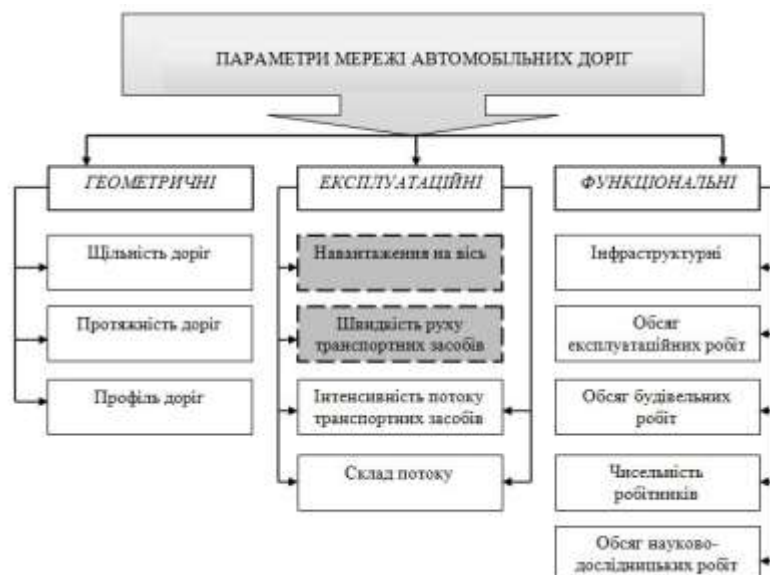 ПАРАМЕТРИ МЕРЕЖІ АВТОМОБІЛЬНИХ ДОРІГ
ГЕОМЕТРИЧНІ
Щільність доріг
Протяжність доріг
Профіль доріг
ЕКСПЛУАТАЦІЙНІ
Навантаження на вісь
Швидкість руху
транспортних засобів
Інтенсивність потоку
транспортних засобів
Склад потоку
ФУНКЦІОНАЛЬНІ
Інфраструктурні
Обсяг
експлуатаційних робіт
Обсяг будівельних
робіт
Чисельність
робітників
Обсяг науково-
дослідницьких робіт